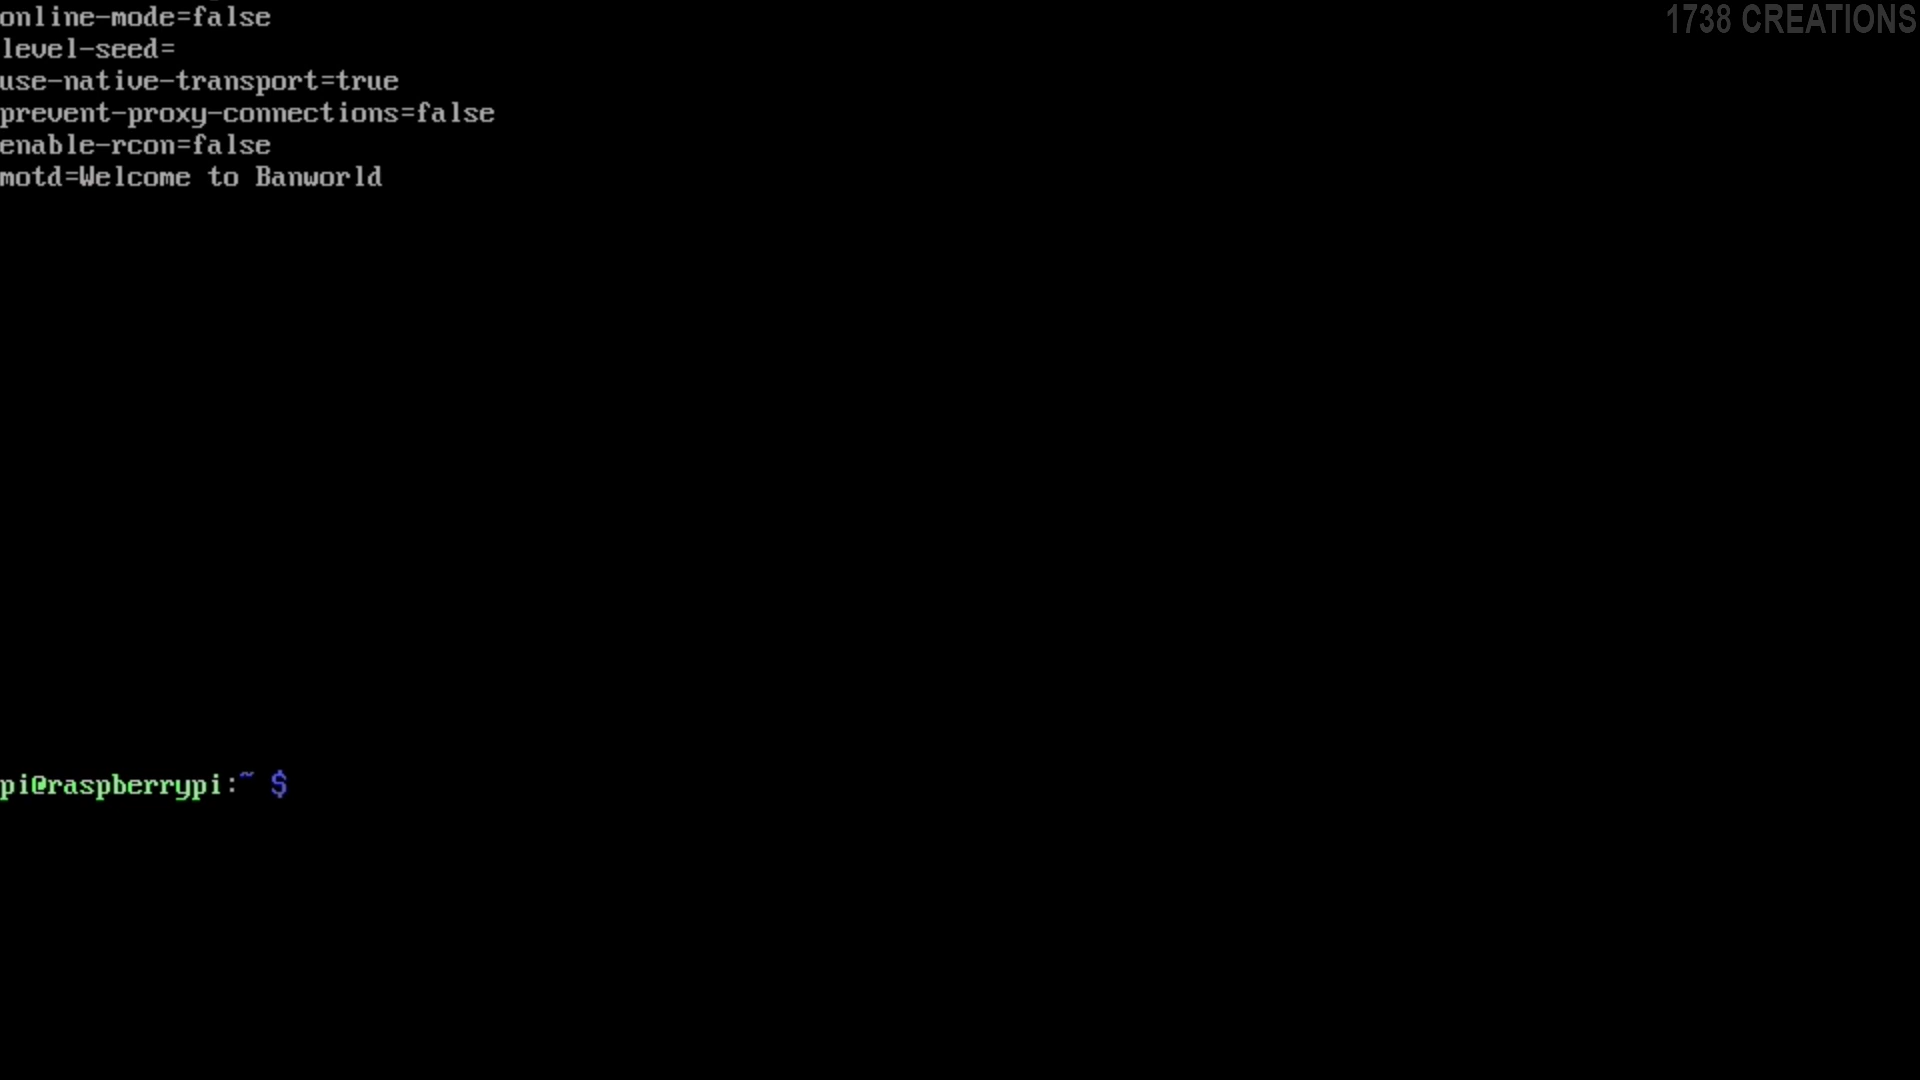 online-mode=false
1738 CREATIONS
level-seed=
use-native-transport=true
prevent-proxy-connections=false
enable-rcon=false
motd=Welcome to Banworld
pi@raspberrypi:~ $